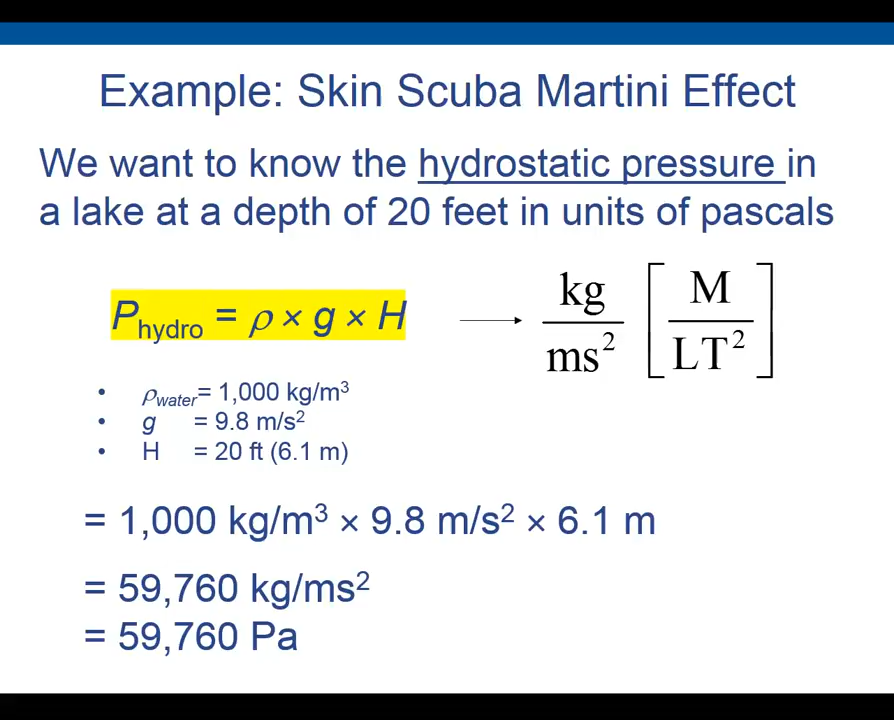 Example: Skin Scuba Martini Effect
We want to know the hydrostatic pressure in
a lake at a depth of 20 feet in units of pascals
P_hydro = ρ × g × H → kg/ms² [M/LT²]
• ρ_water = 1,000 kg/m³
• g = 9.8 m/s²
• H = 20 ft (6.1 m)
= 1,000 kg/m³ × 9.8 m/s² × 6.1 m
= 59,760 kg/ms²
= 59,760 Pa